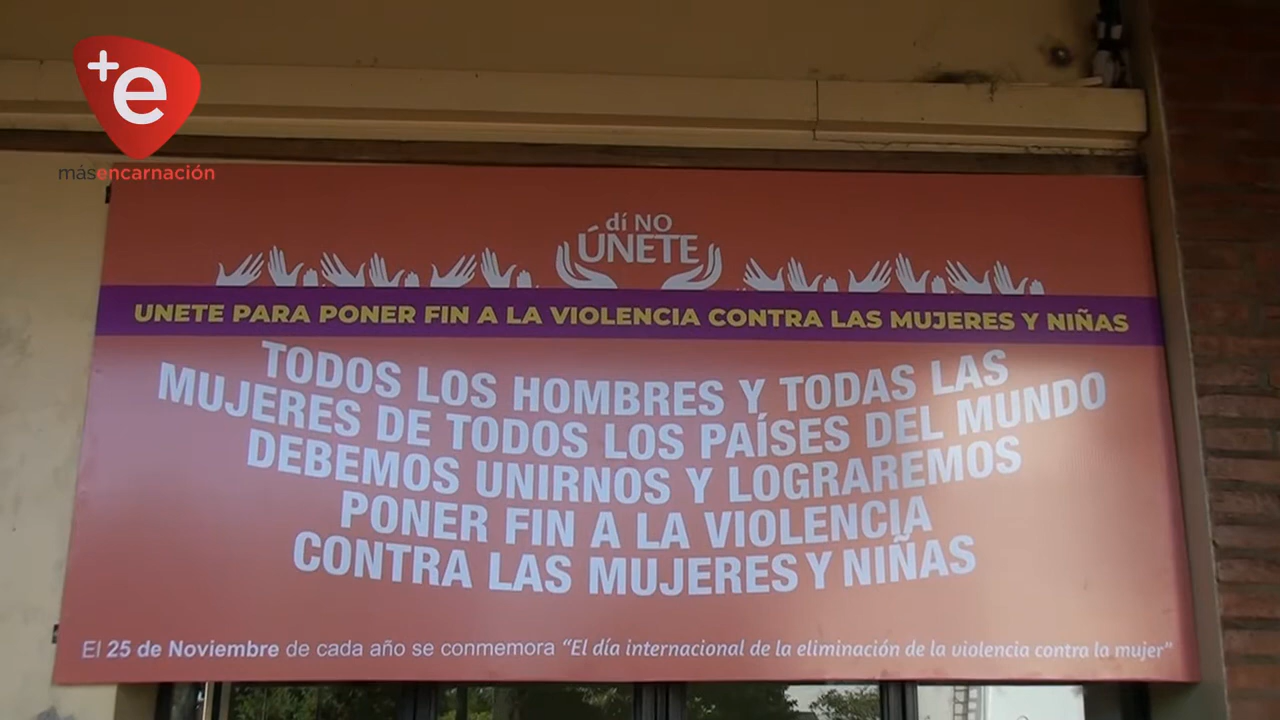 +e
másencarnación
dí NO
ÚNETE
UNETE PARA PONER FIN A LA VIOLENCIA CONTRA LAS MUJERES Y NIÑAS
TODOS LOS HOMBRES Y TODAS LAS
MUJERES DE TODOS LOS PAÍSES DEL MUNDO
DEBEMOS UNIRNOS Y LOGRAREMOS
PONER FIN A LA VIOLENCIA
CONTRA LAS MUJERES Y NIÑAS
El 25 de Noviembre de cada año se conmemora “El día internacional de la eliminación de la violencia contra la mujer”